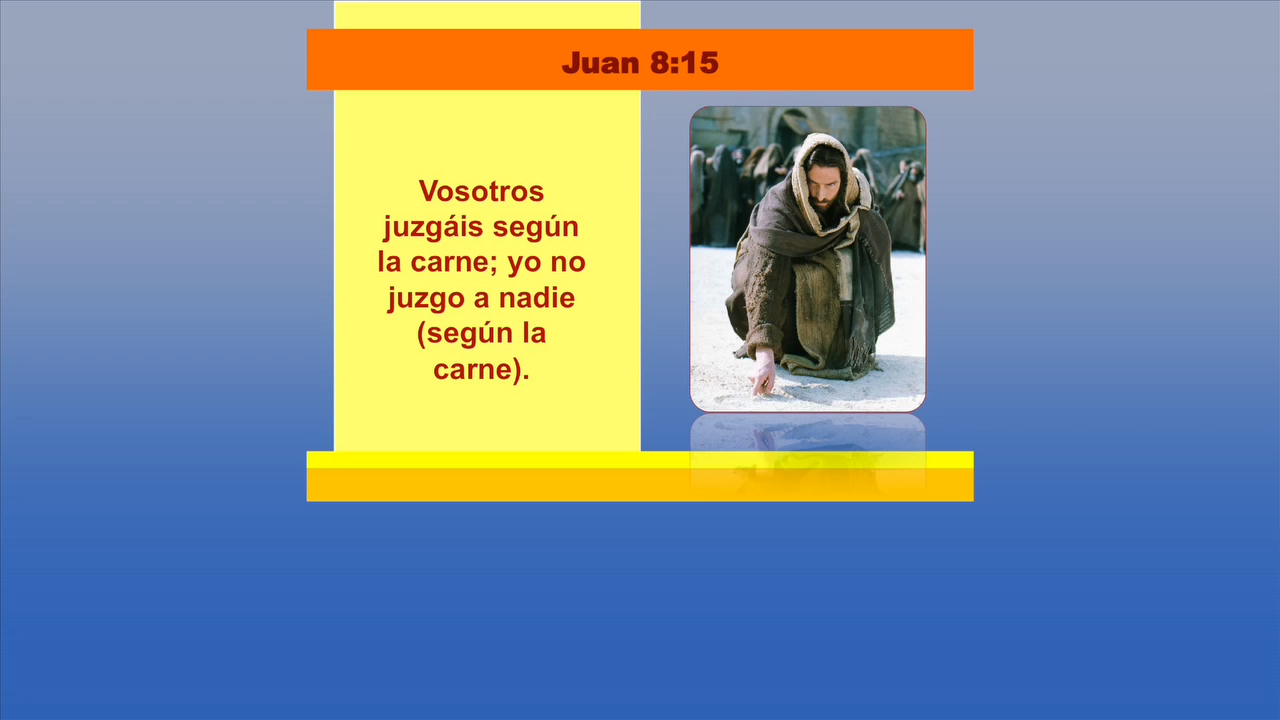 Juan 8:15
Vosotros
juzgáis según
la carne; yo no
juzgo a nadie
(según la
carne).